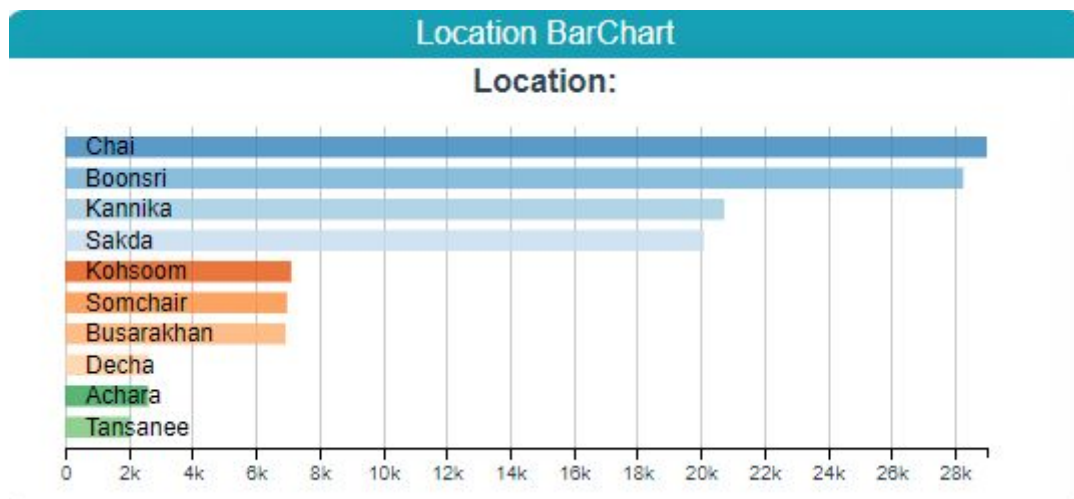 Location BarChart
Location:
Chai
Boonsri
Kannika
Sakda
Kohsoom
Somchair
Busarakhan
Decha
Achara
Tansanee
0 2k 4k 6k 8k 10k 12k 14k 16k 18k 20k 22k 24k 26k 28k